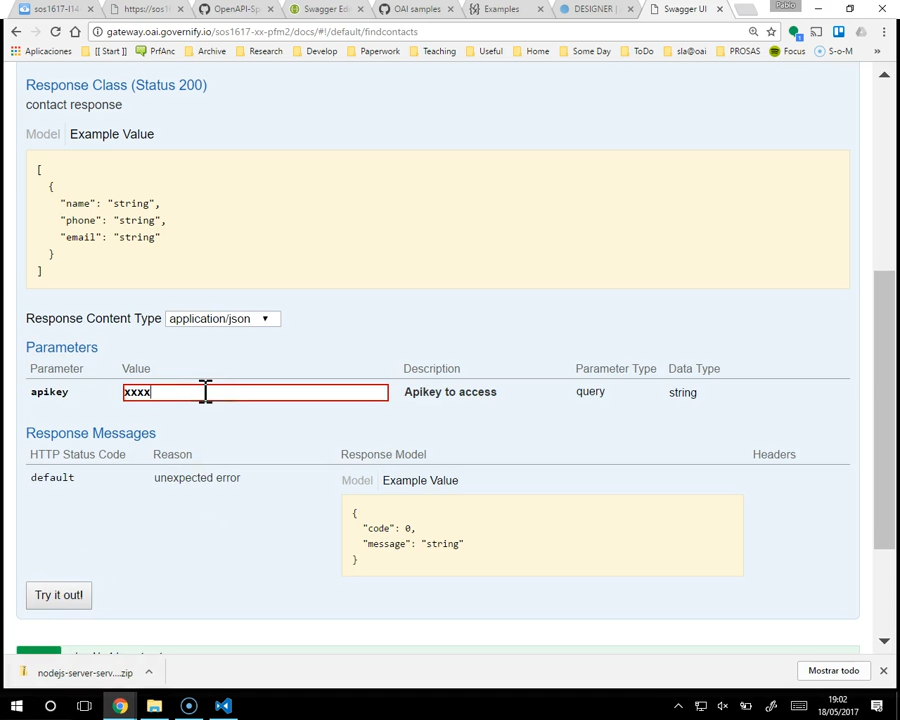 sos1617-l14
https://sos1
OpenAPI-Sp
Swagger Edi
OAI samples
Examples
DESIGNER |
Swagger UI
Pablo
gateway.oai.governify.io/sos1617-xx-pfm2/docs/#!/default/findcontacts
Aplicaciones [[ Start ]] PrfAnc Archive Research Develop Paperwork Teaching Useful Home Some Day ToDo sla@oai PROSAS Focus S-o-M »
Response Class (Status 200)
contact response
Model Example Value
[
{
"name": "string",
"phone": "string",
"email": "string"
}
]
Response Content Type application/json
Parameters
Parameter Value Description Parameter Type Data Type
apikey xxxx Apikey to access query string
Response Messages
HTTP Status Code Reason Response Model Headers
default unexpected error Model Example Value
{
"code": 0,
"message": "string"
}
Try it out!
nodejs-server-serv....zip
Mostrar todo
19:02
18/05/2017